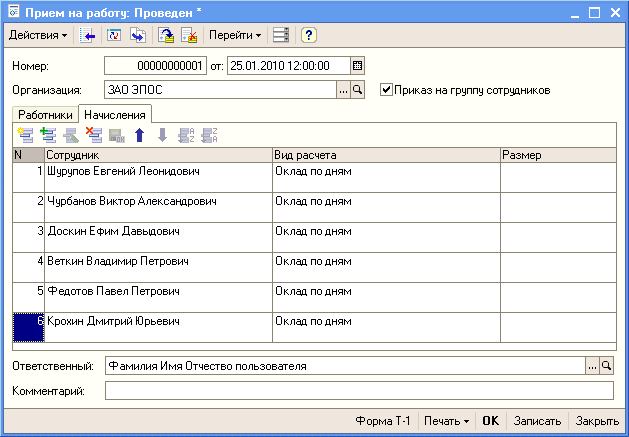 Прием на работу: Проведен *
Действия Перейти ?
Номер: 00000000001 от: 25.01.2010 12:00:00
Организация: ЗАО ЭПОС ... Приказ на группу сотрудников
Работники Начисления
N Сотрудник Вид расчета Размер
1 Шурупов Евгений Леонидович Оклад по дням
2 Чурбанов Виктор Александрович Оклад по дням
3 Доскин Ефим Давыдович Оклад по дням
4 Веткин Владимир Петрович Оклад по дням
5 Федотов Павел Петрович Оклад по дням
6 Крохин Дмитрий Юрьевич Оклад по дням
Ответственный: Фамилия Имя Отчество пользователя ...
Комментарий:
Форма Т-1 Печать OK Записать Закрыть